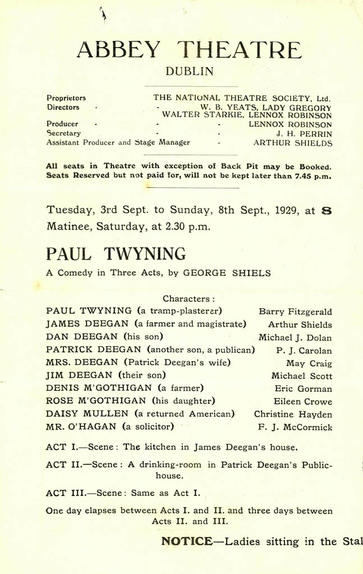 ABBEY THEATRE
DUBLIN
Proprietors THE NATIONAL THEATRE SOCIETY, Ltd.
Directors - - W. B. YEATS, LADY GREGORY
WALTER STARKIE, LENNOX ROBINSON
Producer - - - LENNOX ROBINSON
Secretary - - J. H. PERRIN
Assistant Producer and Stage Manager - ARTHUR SHIELDS
All seats in Theatre with exception of Back Pit may be Booked.
Seats Reserved but not paid for, will not be kept later than 7.45 p.m.
Tuesday, 3rd Sept. to Sunday, 8th Sept., 1929, at 8
Matinee, Saturday, at 2.30 p.m.
PAUL TWYNING
A Comedy in Three Acts, by GEORGE SHIELS
Characters :
PAUL TWYNING (a tramp-plasterer) Barry Fitzgerald
JAMES DEEGAN (a farmer and magistrate) Arthur Shields
DAN DEEGAN (his son) Michael J. Dolan
PATRICK DEEGAN (another son, a publican) P. J. Carolan
MRS. DEEGAN (Patrick Deegan's wife) May Craig
JIM DEEGAN (their son) Michael Scott
DENIS M'GOTHIGAN (a farmer) Eric Gorman
ROSE M'GOTHIGAN (his daughter) Eileen Crowe
DAISY MULLEN (a returned American) Christine Hayden
MR. O'HAGAN (a solicitor) F. J. McCormick
ACT I.—Scene : The kitchen in James Deegan's house.
ACT II.—Scene : A drinking-room in Patrick Deegan's Public-
house.
ACT III.—Scene : Same as Act I.
One day elapses between Acts I. and II. and three days between
Acts II. and III.
NOTICE—Ladies sitting in the Stal